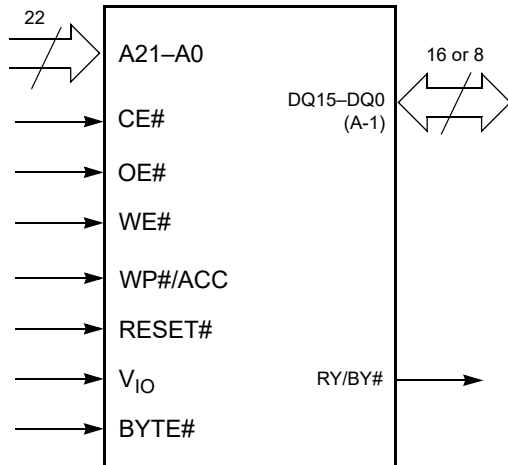 22
A21–A0
16 or 8
DQ15–DQ0
(A-1)
CE#
OE#
WE#
WP#/ACC
RESET#
VIO
RY/BY#
BYTE#